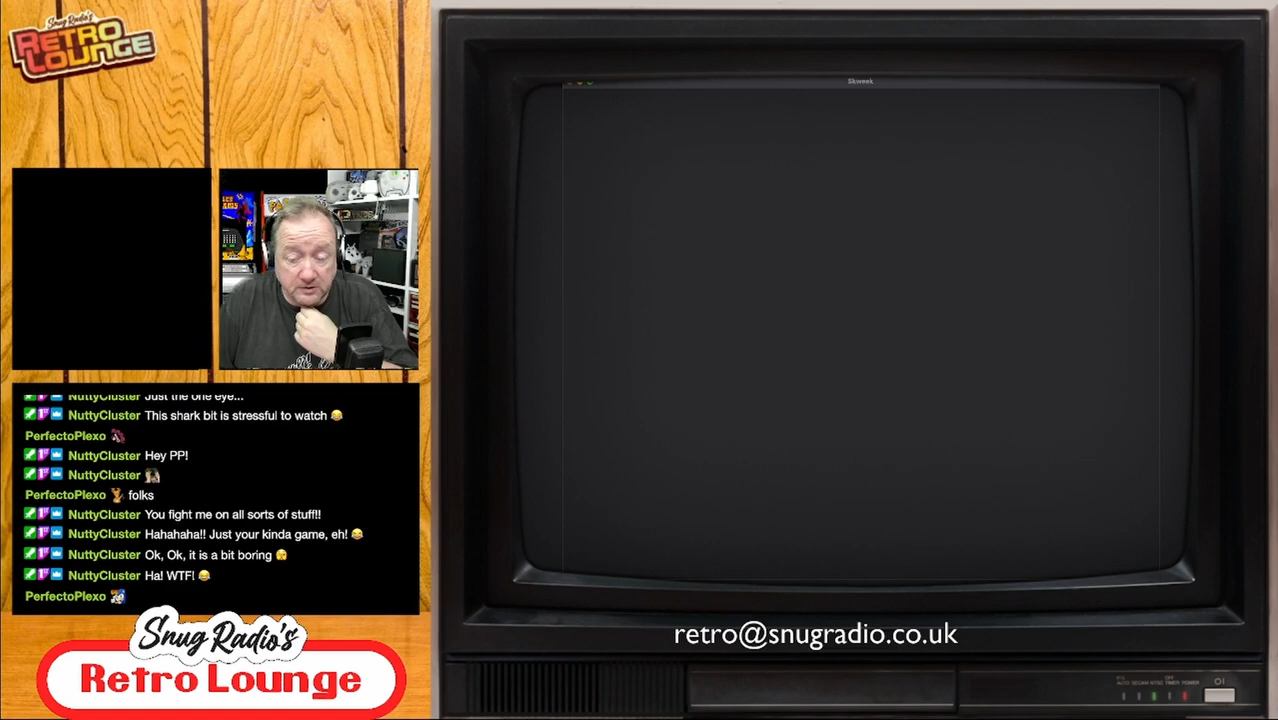 Snug Radio's
RETRO
LOUNGE
Skweek
NuttyCluster Just the one eye...
NuttyCluster This shark bit is stressful to watch 😂
PerfectoPlexo
NuttyCluster Hey PP!
NuttyCluster
PerfectoPlexo folks
NuttyCluster You fight me on all sorts of stuff!!
NuttyCluster Hahahaha!! Just your kinda game, eh! 😂
NuttyCluster Ok, Ok, it is a bit boring 🫣
NuttyCluster Ha! WTF! 😂
PerfectoPlexo
Snug Radio's
Retro Lounge
retro@snugradio.co.uk